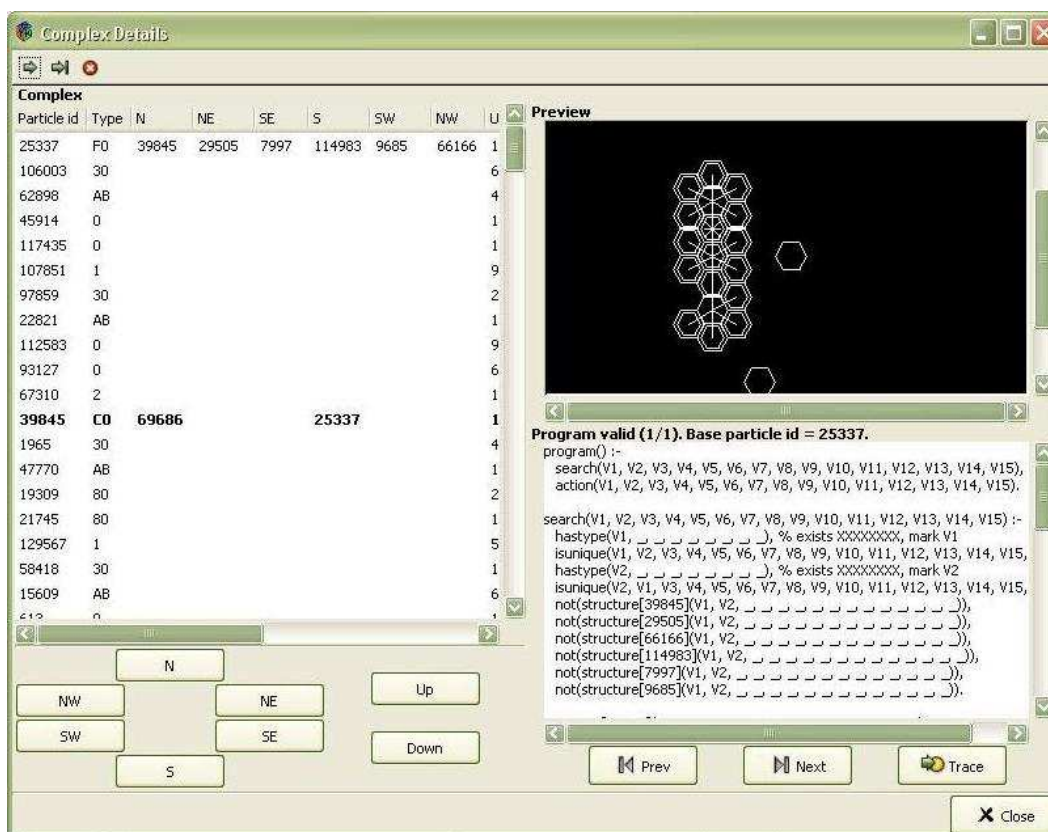 Complex Details
Complex
Particle id Type N NE SE S SW NW U
25337 F0 39845 29505 7997 114983 9685 66166 1
106003 30 6
62898 AB 4
45914 0 1
117435 0 1
107851 1 9
97859 30 2
22821 AB 1
112583 0 9
93127 0 6
67310 2 1
39845 C0 69686 25337 1
1965 30 4
47770 AB 1
19309 80 2
21745 80 1
129567 1 5
58418 30 1
15609 AB 6
N
NW NE
SW SE
S
Up
Down
Preview
Program valid (1/1). Base particle id = 25337.
program() :-
search(V1, V2, V3, V4, V5, V6, V7, V8, V9, V10, V11, V12, V13, V14, V15),
action(V1, V2, V3, V4, V5, V6, V7, V8, V9, V10, V11, V12, V13, V14, V15).
search(V1, V2, V3, V4, V5, V6, V7, V8, V9, V10, V11, V12, V13, V14, V15) :-
hastype(V1, _, _, _, _, _, _, _, _), % exists XXXXXXXX, mark V1
isunique(V1, V2, V3, V4, V5, V6, V7, V8, V9, V10, V11, V12, V13, V14, V15,
hastype(V2, _, _, _, _, _, _, _, _), % exists XXXXXXXX, mark V2
isunique(V2, V1, V3, V4, V5, V6, V7, V8, V9, V10, V11, V12, V13, V14, V15,
not(structure[39845](V1, V2, _, _, _, _, _, _, _, _, _, _, _, _, _)),
not(structure[29505](V1, V2, _, _, _, _, _, _, _, _, _, _, _, _, _)),
not(structure[66166](V1, V2, _, _, _, _, _, _, _, _, _, _, _, _, _)),
not(structure[114983](V1, V2, _, _, _, _, _, _, _, _, _, _, _, _, _)),
not(structure[7997](V1, V2, _, _, _, _, _, _, _, _, _, _, _, _, _)),
not(structure[9685](V1, V2, _, _, _, _, _, _, _, _, _, _, _, _, _)).
Prev Next Trace
Close